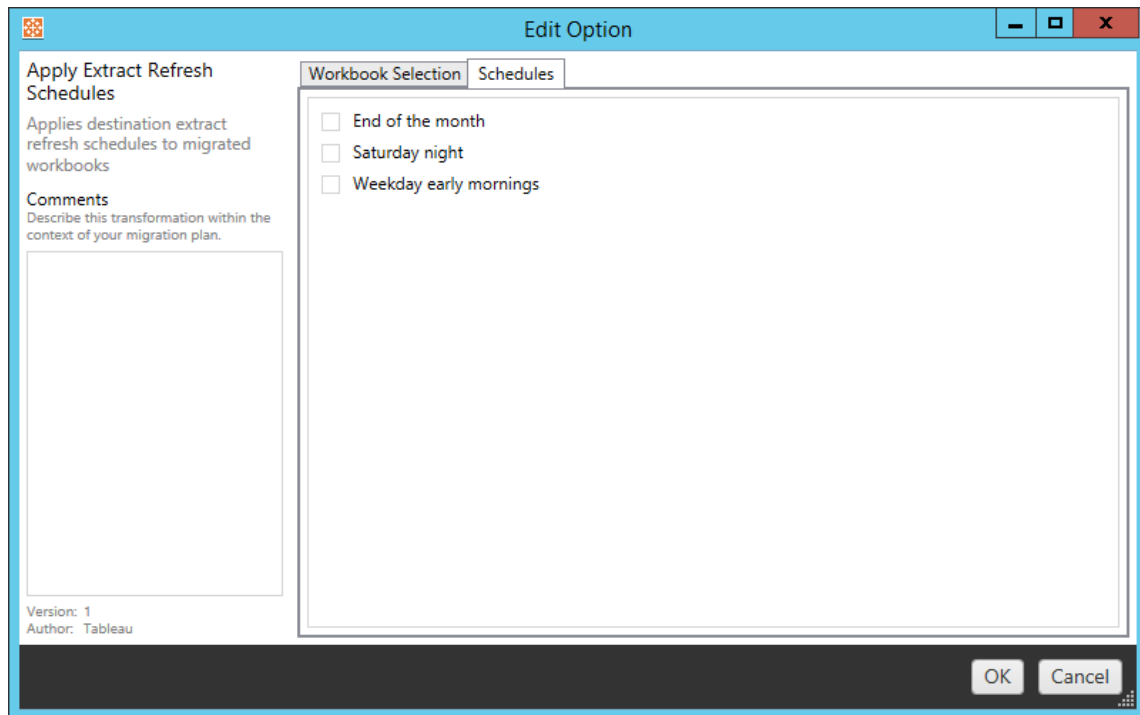 Edit Option
Apply Extract Refresh
Schedules
Applies destination extract
refresh schedules to migrated
workbooks
Comments
Describe this transformation within the
context of your migration plan.
Version: 1
Author: Tableau
Workbook Selection
Schedules
End of the month
Saturday night
Weekday early mornings
OK
Cancel